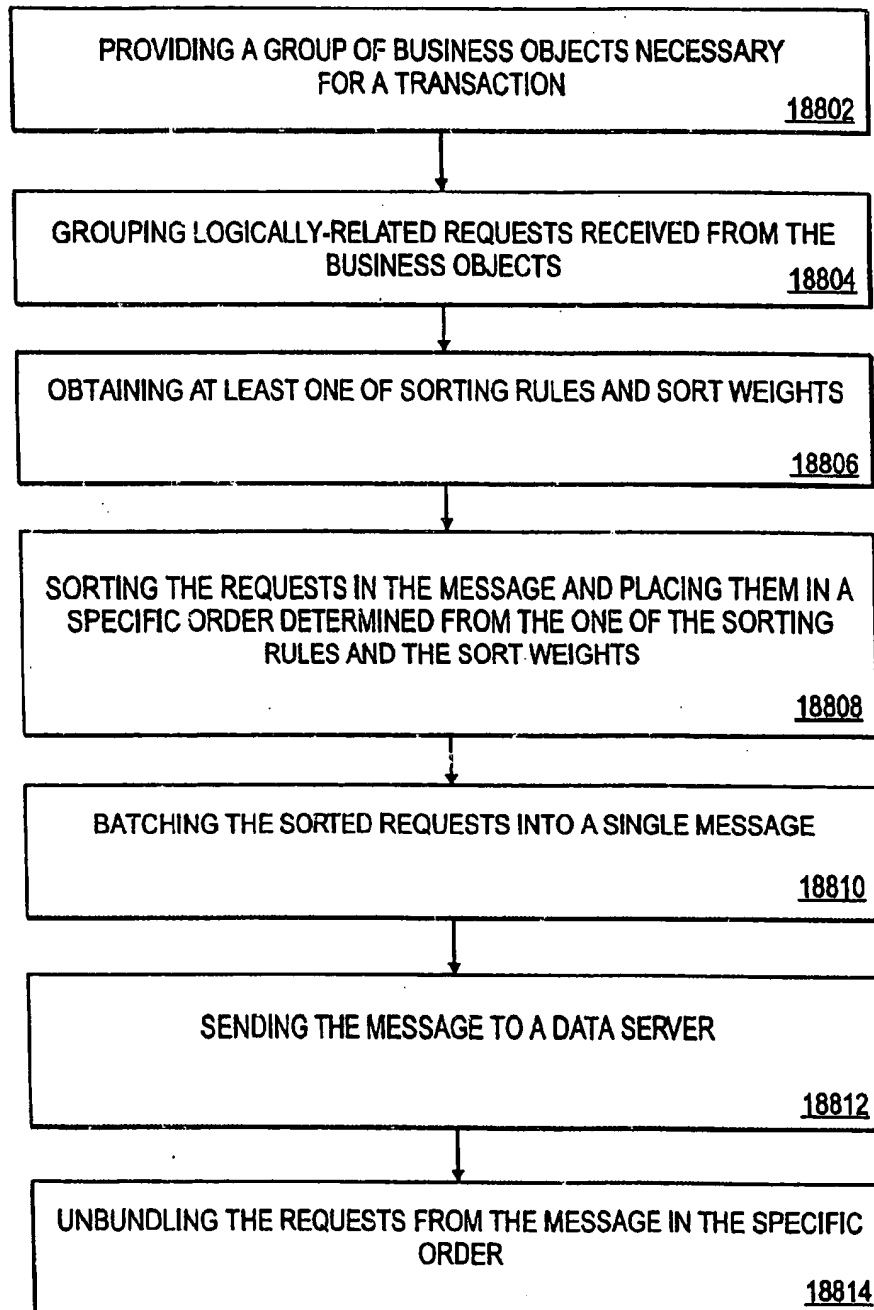 PROVIDING A GROUP OF BUSINESS OBJECTS NECESSARY
FOR A TRANSACTION
18802
GROUPING LOGICALLY-RELATED REQUESTS RECEIVED FROM THE
BUSINESS OBJECTS
18804
OBTAINING AT LEAST ONE OF SORTING RULES AND SORT WEIGHTS
18806
SORTING THE REQUESTS IN THE MESSAGE AND PLACING THEM IN A
SPECIFIC ORDER DETERMINED FROM THE ONE OF THE SORTING
RULES AND THE SORT WEIGHTS
18808
BATCHING THE SORTED REQUESTS INTO A SINGLE MESSAGE
18810
SENDING THE MESSAGE TO A DATA SERVER
18812
UNBUNDLING THE REQUESTS FROM THE MESSAGE IN THE SPECIFIC
ORDER
18814